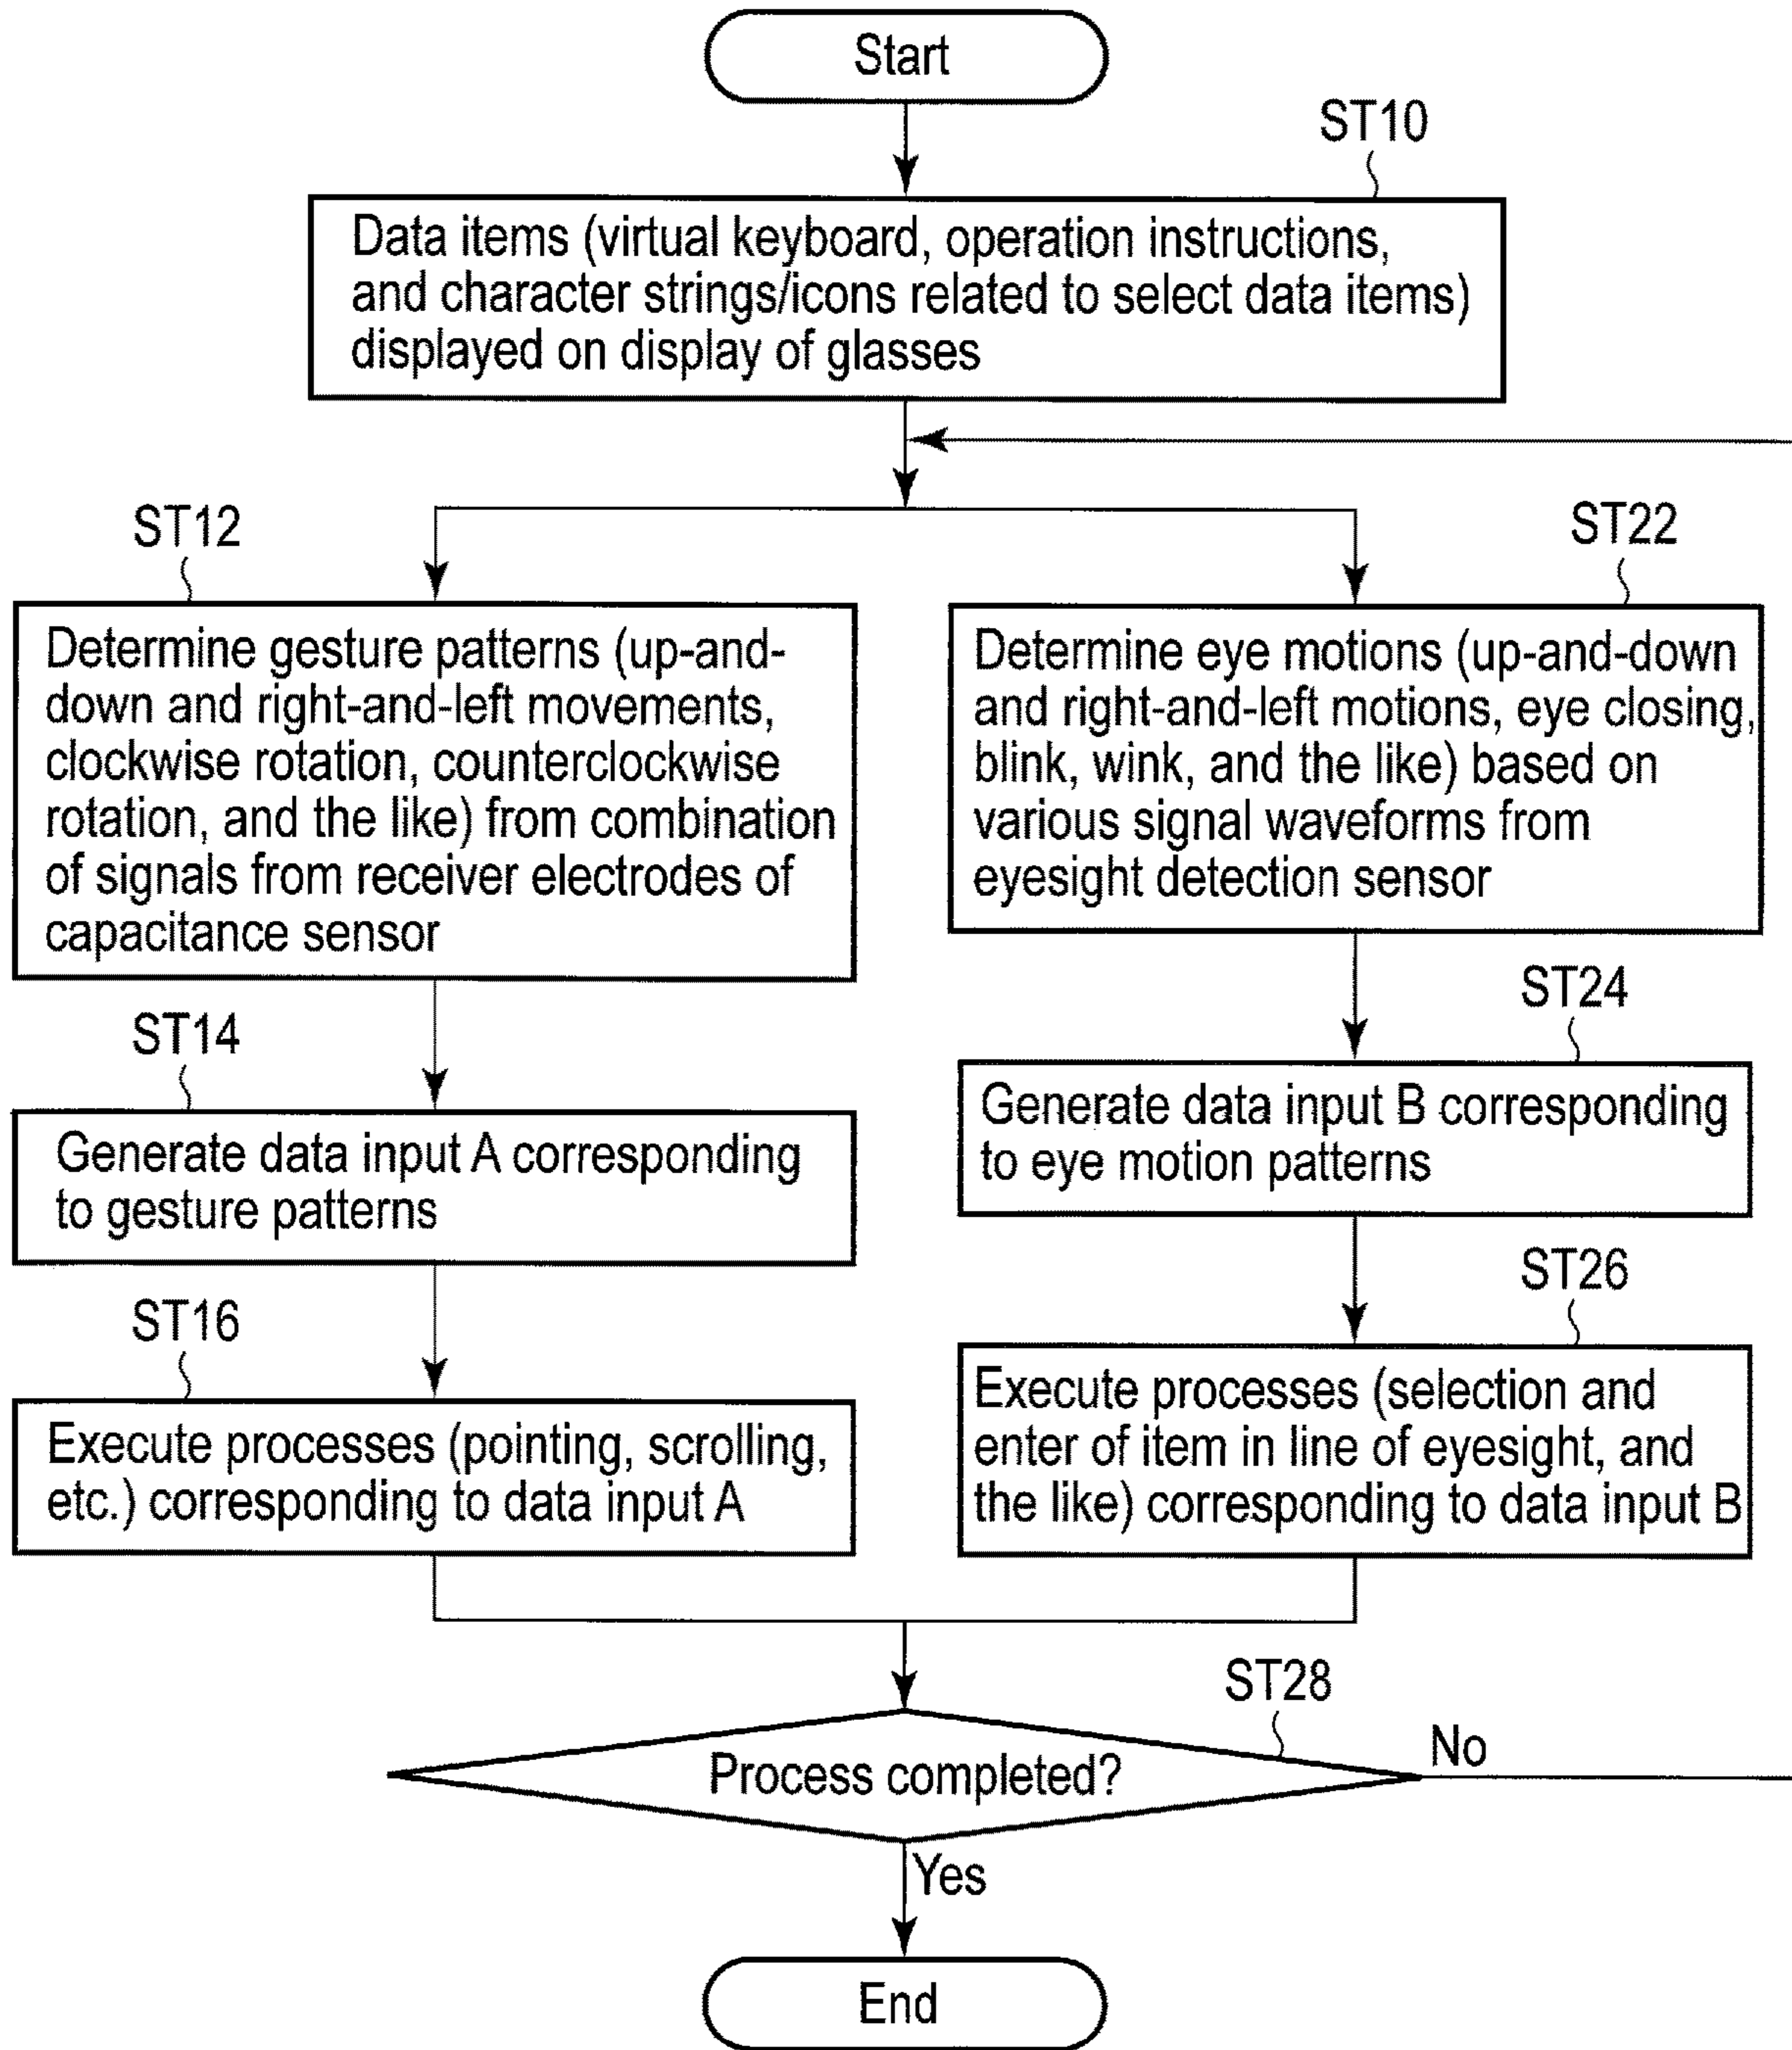 Start
ST10
Data items (virtual keyboard, operation instructions,
and character strings/icons related to select data items)
displayed on display of glasses
ST12
Determine gesture patterns (up-and-
down and right-and-left movements,
clockwise rotation, counterclockwise
rotation, and the like) from combination
of signals from receiver electrodes of
capacitance sensor
ST14
Generate data input A corresponding
to gesture patterns
ST16
Execute processes (pointing, scrolling,
etc.) corresponding to data input A
ST22
Determine eye motions (up-and-down
and right-and-left motions, eye closing,
blink, wink, and the like) based on
various signal waveforms from
eyesight detection sensor
ST24
Generate data input B corresponding
to eye motion patterns
ST26
Execute processes (selection and
enter of item in line of eyesight, and
the like) corresponding to data input B
ST28
Process completed?
No
Yes
End